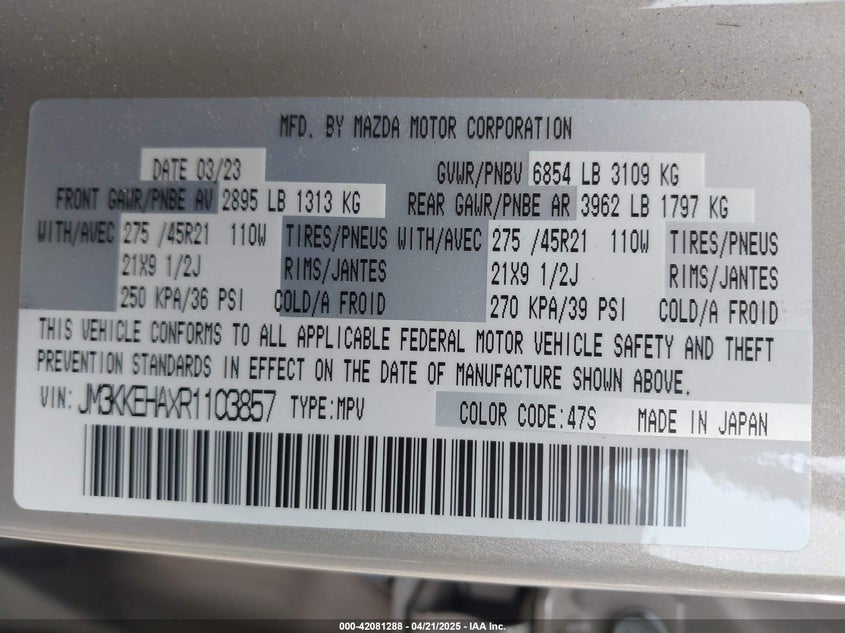 MFD. BY MAZDA MOTOR CORPORATION
DATE 03/23 GVWR/PNBV 6854 LB 3109 KG
FRONT GAWR/PNBE AV 2895 LB 1313 KG REAR GAWR/PNBE AR 3962 LB 1797 KG
WITH/AVEC 275 /45R21 110W TIRES/PNEUS WITH/AVEC 275 /45R21 110W TIRES/PNEUS
21X9 1/2J RIMS/JANTES 21X9 1/2J RIMS/JANTES
250 KPA/36 PSI COLD/A FROID 270 KPA/39 PSI COLD/A FROID
THIS VEHICLE CONFORMS TO ALL APPLICABLE FEDERAL MOTOR VEHICLE SAFETY AND THEFT
PREVENTION STANDARDS IN EFFECT ON THE DATE OF MANUFACTURE SHOWN ABOVE.
VIN: JM3KKEHAXR1103857 TYPE:MPV COLOR CODE:47S MADE IN JAPAN
000-42081288 - 04/21/2025 - IAA Inc.